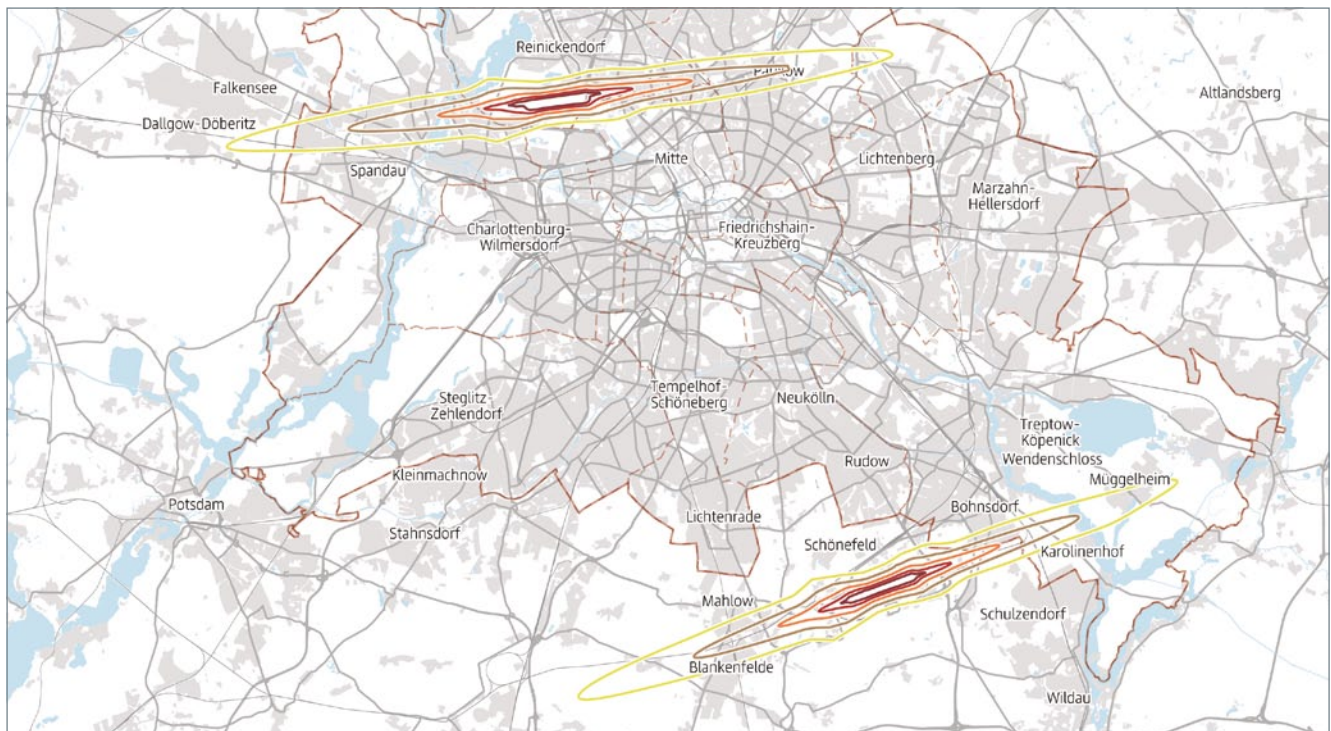 Reinickendorf
Falkensee
Pankow
Altlandsberg
Dallgow-Döberitz
Mitte
Lichtenberg
Spandau
Marzahn-
Hellersdorf
Charlottenburg-
Wilmersdorf
Friedrichshain-
Kreuzberg
Tempelhof-
Schöneberg
Neukölln
Steglitz-
Zehlendorf
Treptow-
Köpenick
Wendenschloss
Rudow
Kleinmachnow
Müggelheim
Potsdam
Bohnsdorf
Lichtenrade
Stahnsdorf
Schönefeld
Karolinenhof
Mahlow
Schulzendorf
Blankenfelde
Wildau